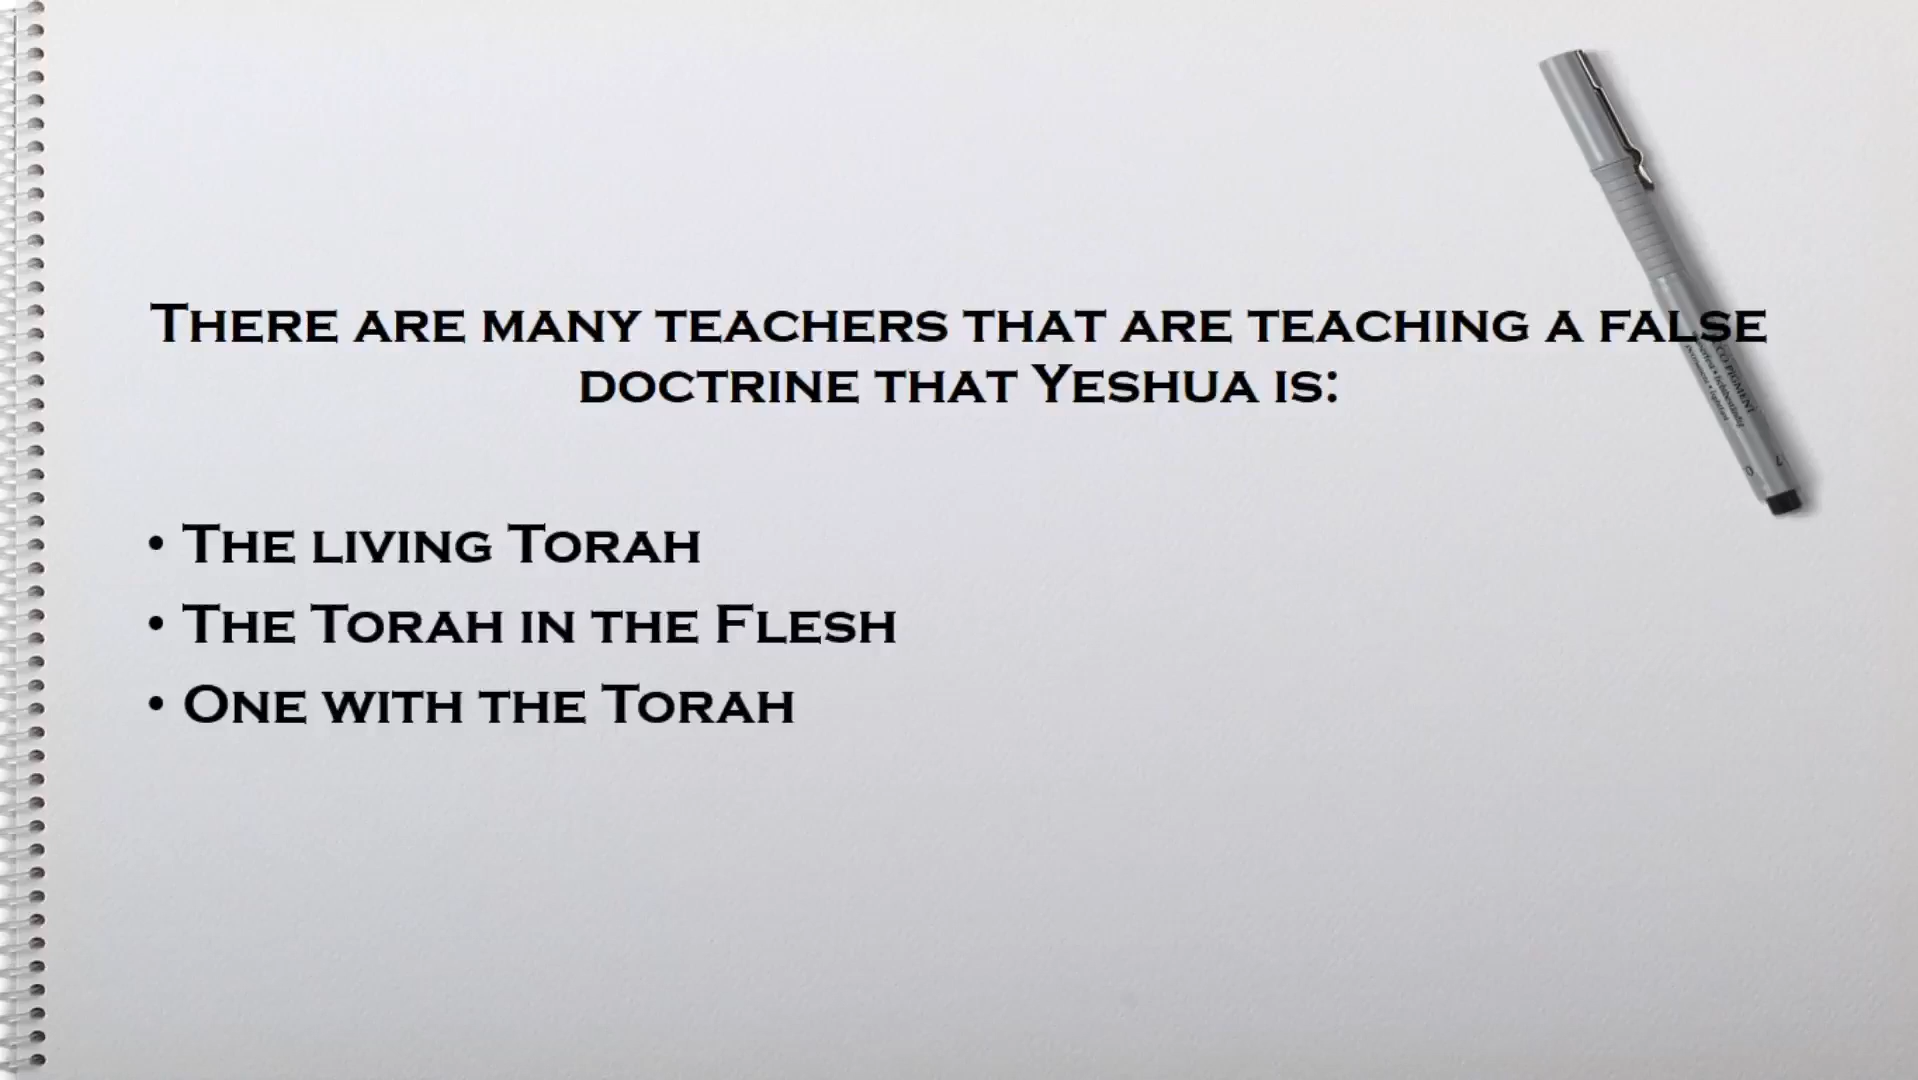 There are many teachers that are teaching a false
doctrine that Yeshua is:
• The living Torah
• The Torah in the Flesh
• One with the Torah